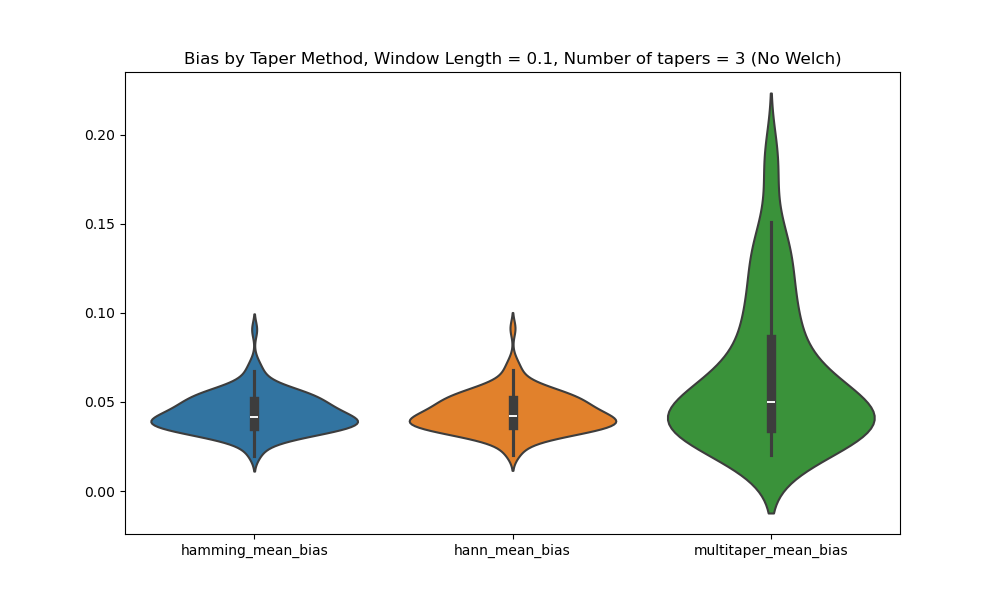 Bias by Taper Method, Window Length = 0.1, Number of tapers = 3 (No Welch)
0.20
0.15
0.10
0.05
0.00
hamming_mean_bias
hann_mean_bias
multitaper_mean_bias